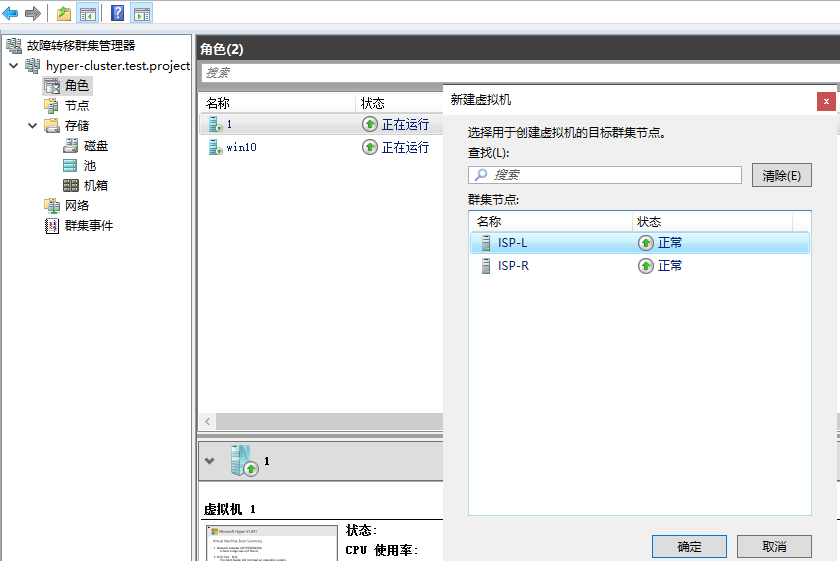 故障转移群集管理器
hyper-cluster.test.project
角色
节点
存储
磁盘
池
机箱
网络
群集事件
角色(2)
搜索
名称 状态
1 正在运行
win10 正在运行
1
虚拟机 1
状态:
CPU 使用率:
新建虚拟机
选择用于创建虚拟机的目标群集节点。
查找(L):
搜索 清除(E)
群集节点:
名称 状态
ISP-L 正常
ISP-R 正常
确定 取消